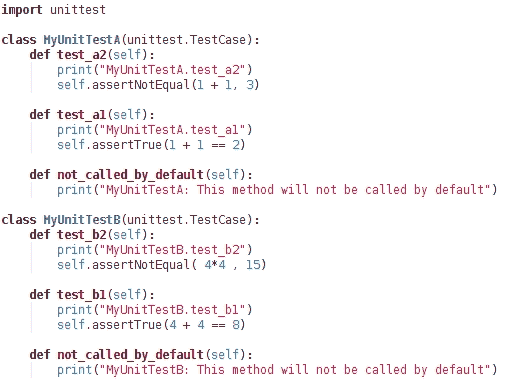 import unittest
class MyUnitTestA(unittest.TestCase):
    def test_a2(self):
        print("MyUnitTestA.test_a2")
        self.assertNotEqual(1 + 1, 3)
    def test_a1(self):
        print("MyUnitTestA.test_a1")
        self.assertTrue(1 + 1 == 2)
    def not_called_by_default(self):
        print("MyUnitTestA: This method will not be called by default")
class MyUnitTestB(unittest.TestCase):
    def test_b2(self):
        print("MyUnitTestB.test_b2")
        self.assertNotEqual( 4*4 , 15)
    def test_b1(self):
        print("MyUnitTestB.test_b1")
        self.assertTrue(4 + 4 == 8)
    def not_called_by_default(self):
        print("MyUnitTestB: This method will not be called by default")